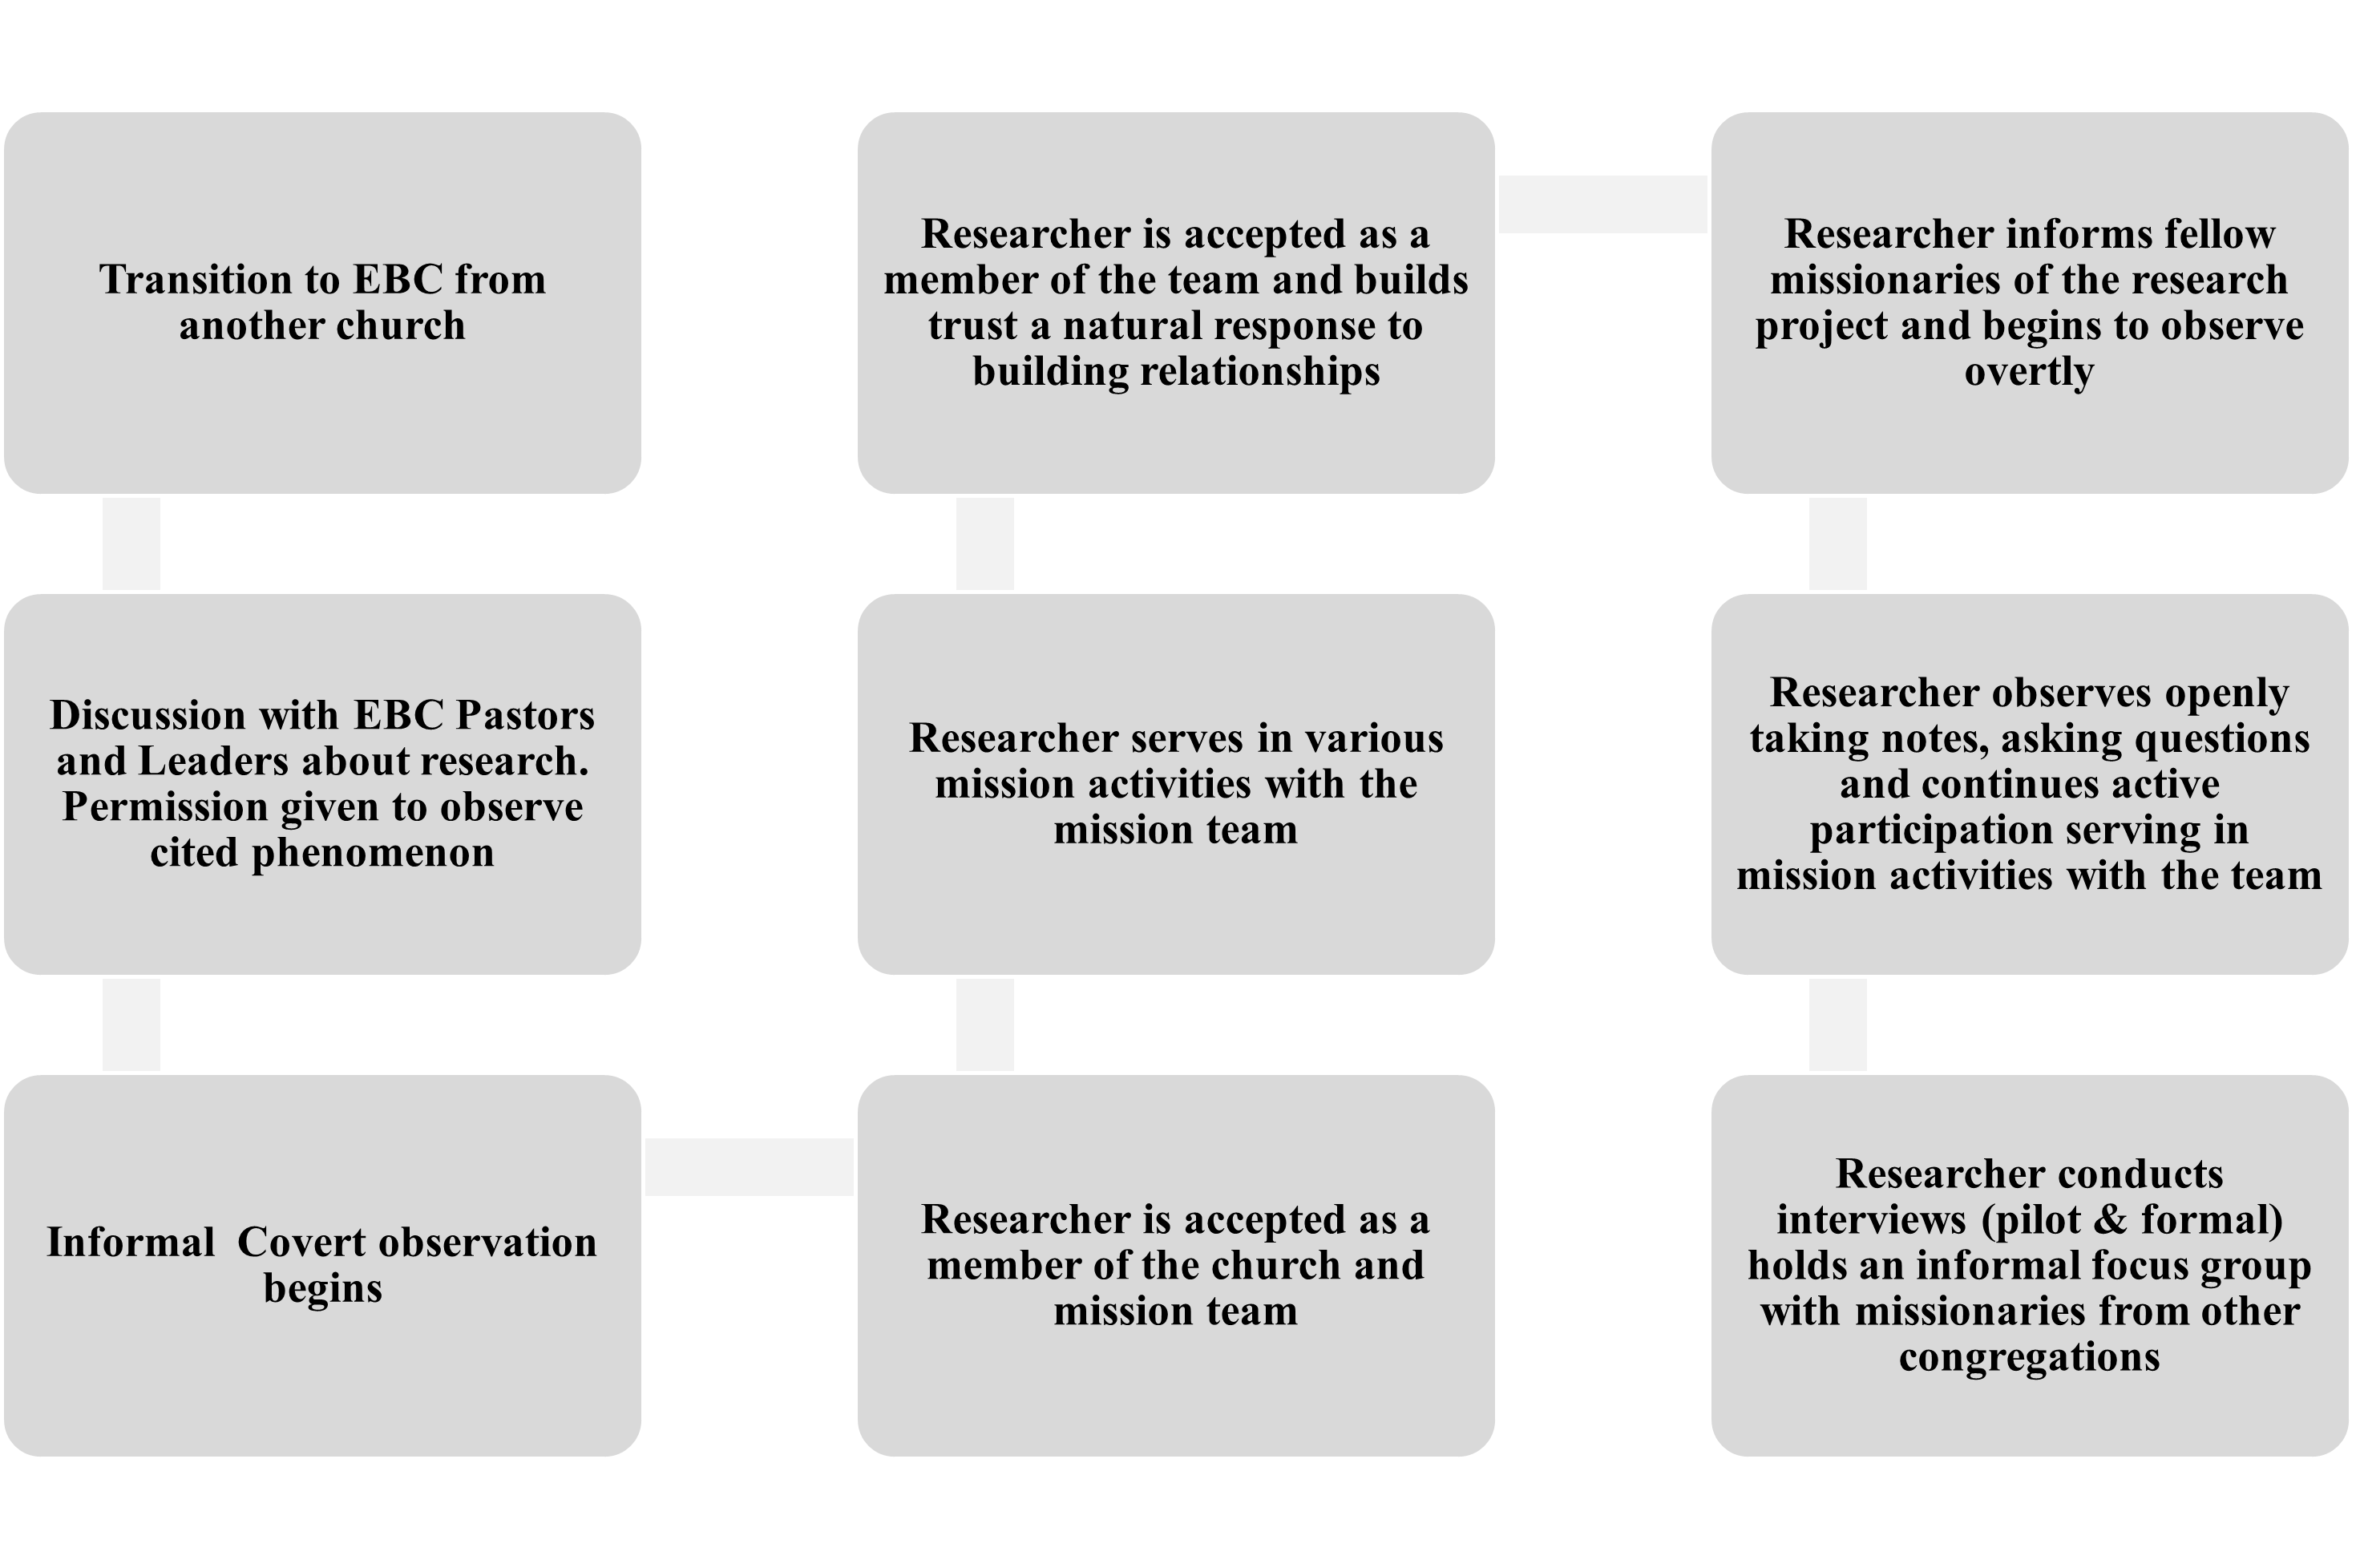 Transition to EBC from
another church
Discussion with EBC Pastors
and Leaders about research.
Permission given to observe
cited phenomenon
Informal  Covert observation
begins
Researcher is accepted as a
member of the church and
mission team
Researcher serves in various
mission activities with the
mission team
Researcher is accepted as a
member of the team and builds
trust a natural response to
building relationships
Researcher informs fellow
missionaries of the research
project and begins to observe
overtly
Researcher observes openly
taking notes, asking questions
and continues active
participation serving in
mission activities with the team
Researcher conducts
interviews (pilot & formal)
holds an informal focus group
with missionaries from other
congregations